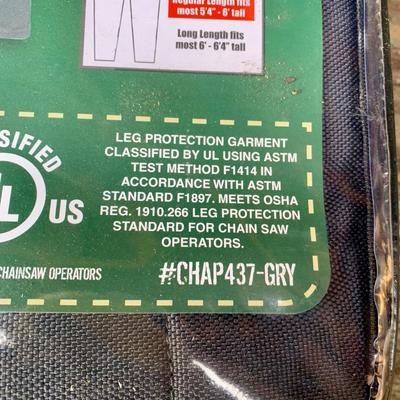 Regular Length fits
most 5'4" - 6' tall
Long Length fits
most 6' - 6'4" tall
LEG PROTECTION GARMENT
CLASSIFIED BY UL USING ASTM
TEST METHOD F1414 IN
ACCORDANCE WITH ASTM
STANDARD F1897. MEETS OSHA
REG. 1910.266 LEG PROTECTION
STANDARD FOR CHAIN SAW
OPERATORS.
SSIFIED
L
US
CHAINSAW OPERATORS
#CHAP437-GRY